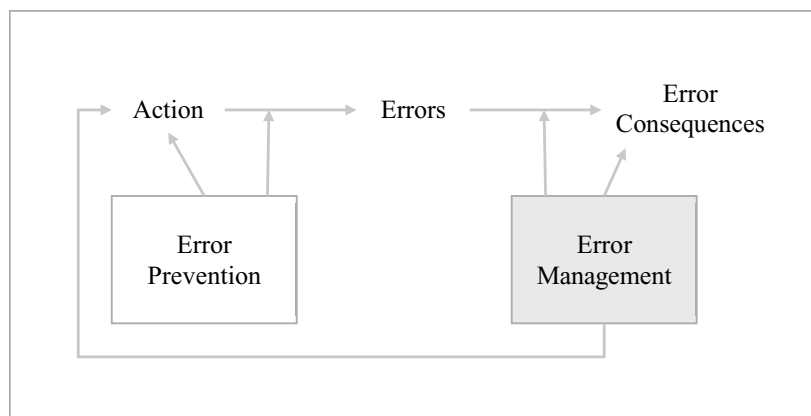 Action
Errors
Error
Consequences
Error
Prevention
Error
Management